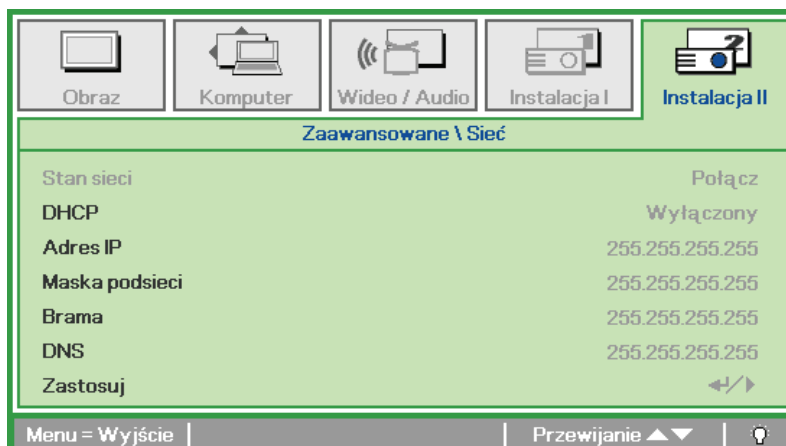 Obraz
Komputer
Wideo / Audio
Instalacja I
Instalacja II
Zaawansowane \ Sieć
Stan sieci Połącz
DHCP Wyłączony
Adres IP 255.255.255.255
Maska podsieci 255.255.255.255
Brama 255.255.255.255
DNS 255.255.255.255
Zastosuj
Menu = Wyjście Przewijanie